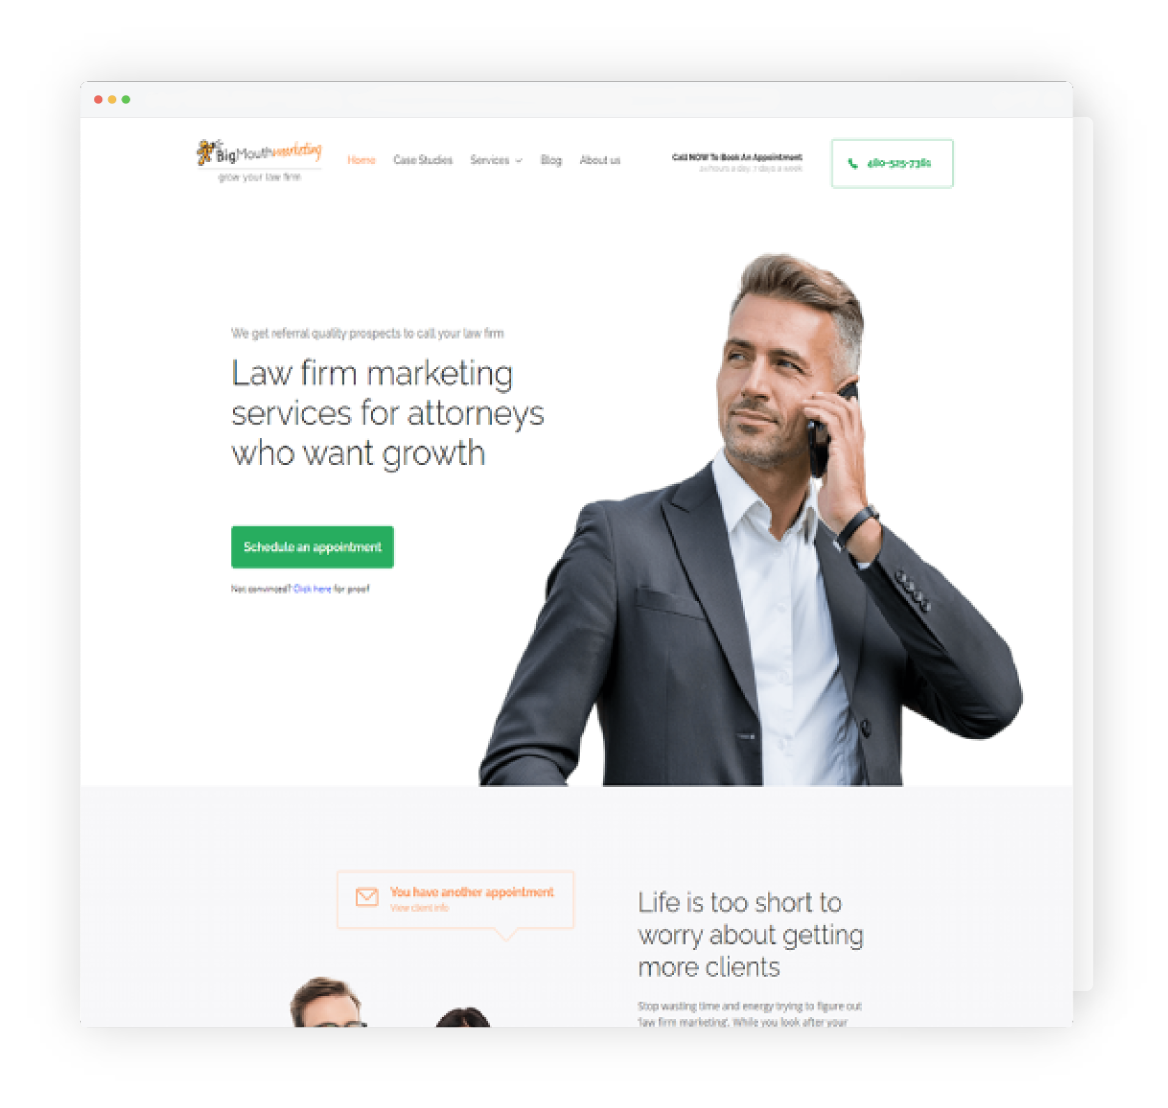 BigMouthmarketing
grow your law firm
Home Case Studies Services Blog About us
Call NOW To Book An Appointment
24 hours a day, 7 days a week
480-525-7361
We get referral quality prospects to call your law firm
Law firm marketing
services for attorneys
who want growth
Schedule an appointment
Not convinced? Click here for proof
You have another appointment
View client info
Life is too short to
worry about getting
more clients
Stop wasting time and energy trying to figure out
'law firm marketing'. While you look after your